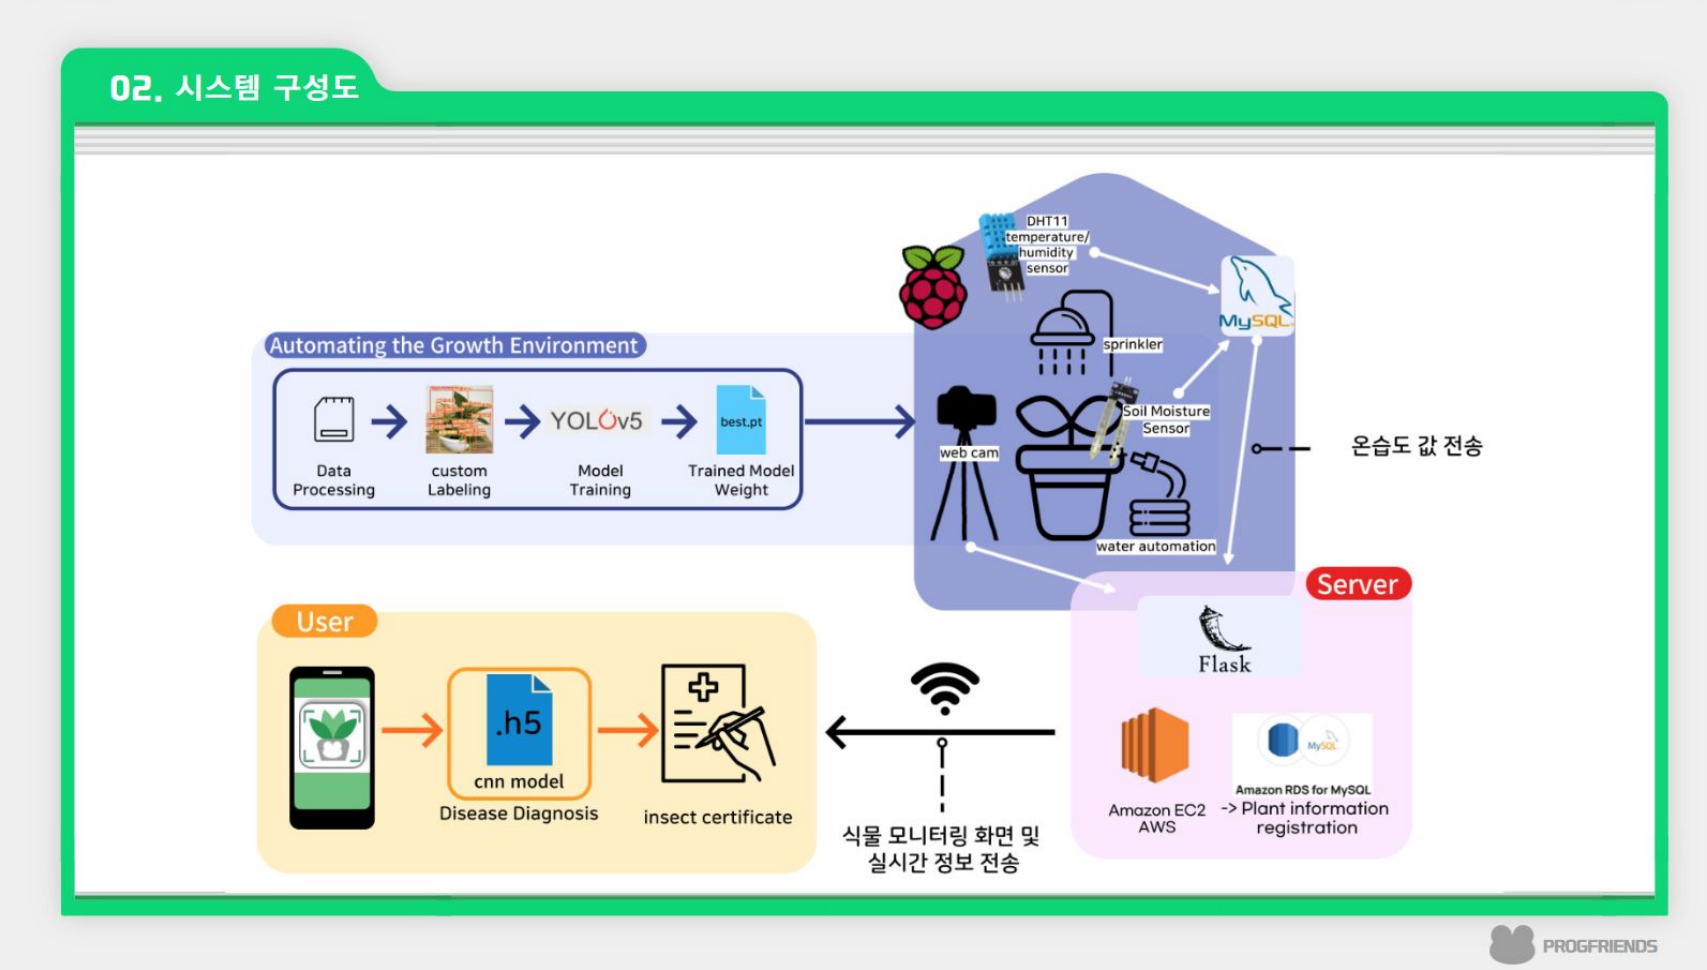 02. 시스템 구성도
DHT11
temperature/
humidity
sensor
MySQL
sprinkler
Automating the Growth Environment
YOLOv5
best.pt
Data
Processing
custom
Labeling
Model
Training
Trained Model
Weight
web cam
Soil Moisture
Sensor
water automation
온습도 값 전송
Server
Flask
User
.h5
cnn model
Disease Diagnosis
insect certificate
식물 모니터링 화면 및
실시간 정보 전송
Amazon EC2
AWS
MySQL
Amazon RDS for MySQL
-> Plant information
registration
PROGFRIENDS